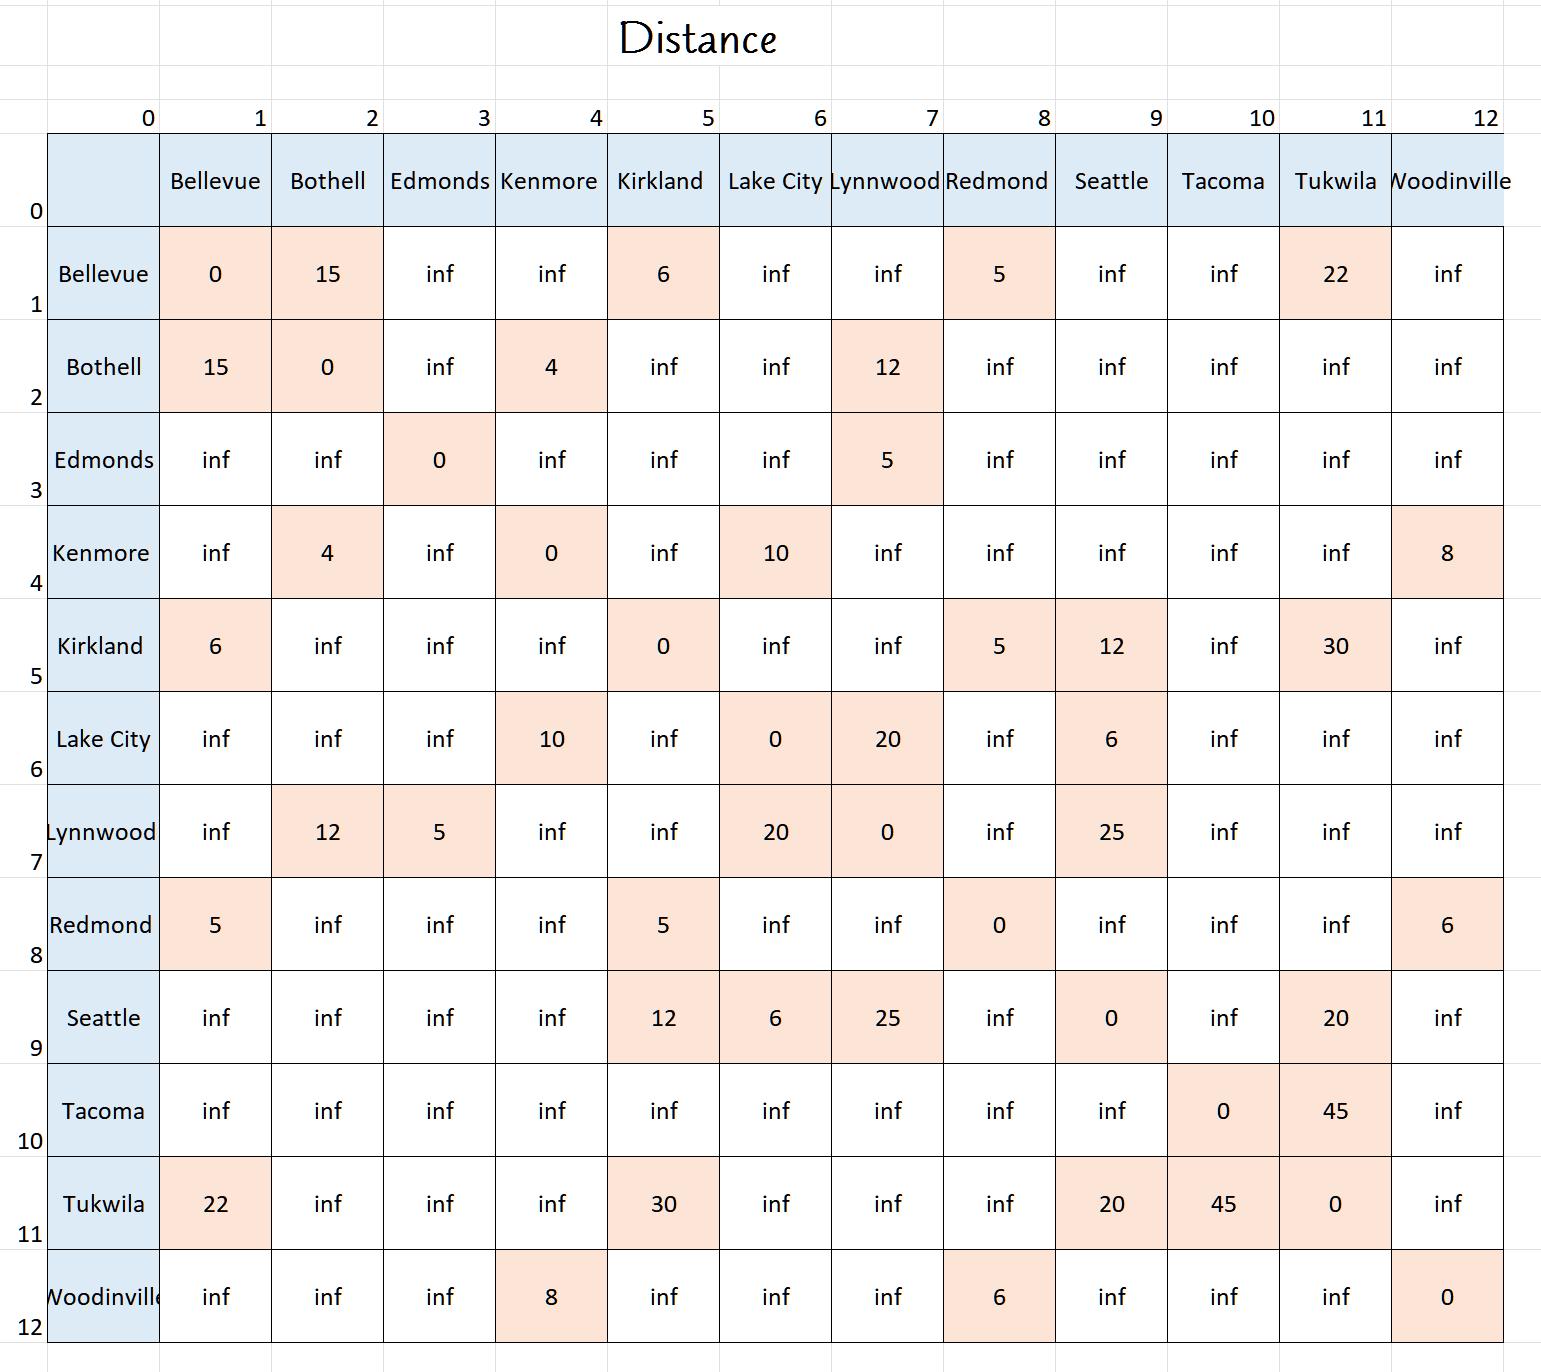 Distance
0 1 2 3 4 5 6 7 8 9 10 11 12
Bellevue Bothell Edmonds Kenmore Kirkland Lake City Lynnwood Redmond Seattle Tacoma Tukwila Woodinville
0
Bellevue 0 15 inf inf 6 inf inf 5 inf inf 22 inf
1
Bothell 15 0 inf 4 inf inf 12 inf inf inf inf inf
2
Edmonds inf inf 0 inf inf inf 5 inf inf inf inf inf
3
Kenmore inf 4 inf 0 inf 10 inf inf inf inf inf 8
4
Kirkland 6 inf inf inf 0 inf inf 5 12 inf 30 inf
5
Lake City inf inf inf 10 inf 0 20 inf 6 inf inf inf
6
Lynnwood inf 12 5 inf inf 20 0 inf 25 inf inf inf
7
Redmond 5 inf inf inf 5 inf inf 0 inf inf inf 6
8
Seattle inf inf inf inf 12 6 25 inf 0 inf 20 inf
9
Tacoma inf inf inf inf inf inf inf inf inf 0 45 inf
10
Tukwila 22 inf inf inf 30 inf inf inf 20 45 0 inf
11
Woodinville inf inf inf 8 inf inf inf 6 inf inf inf 0
12